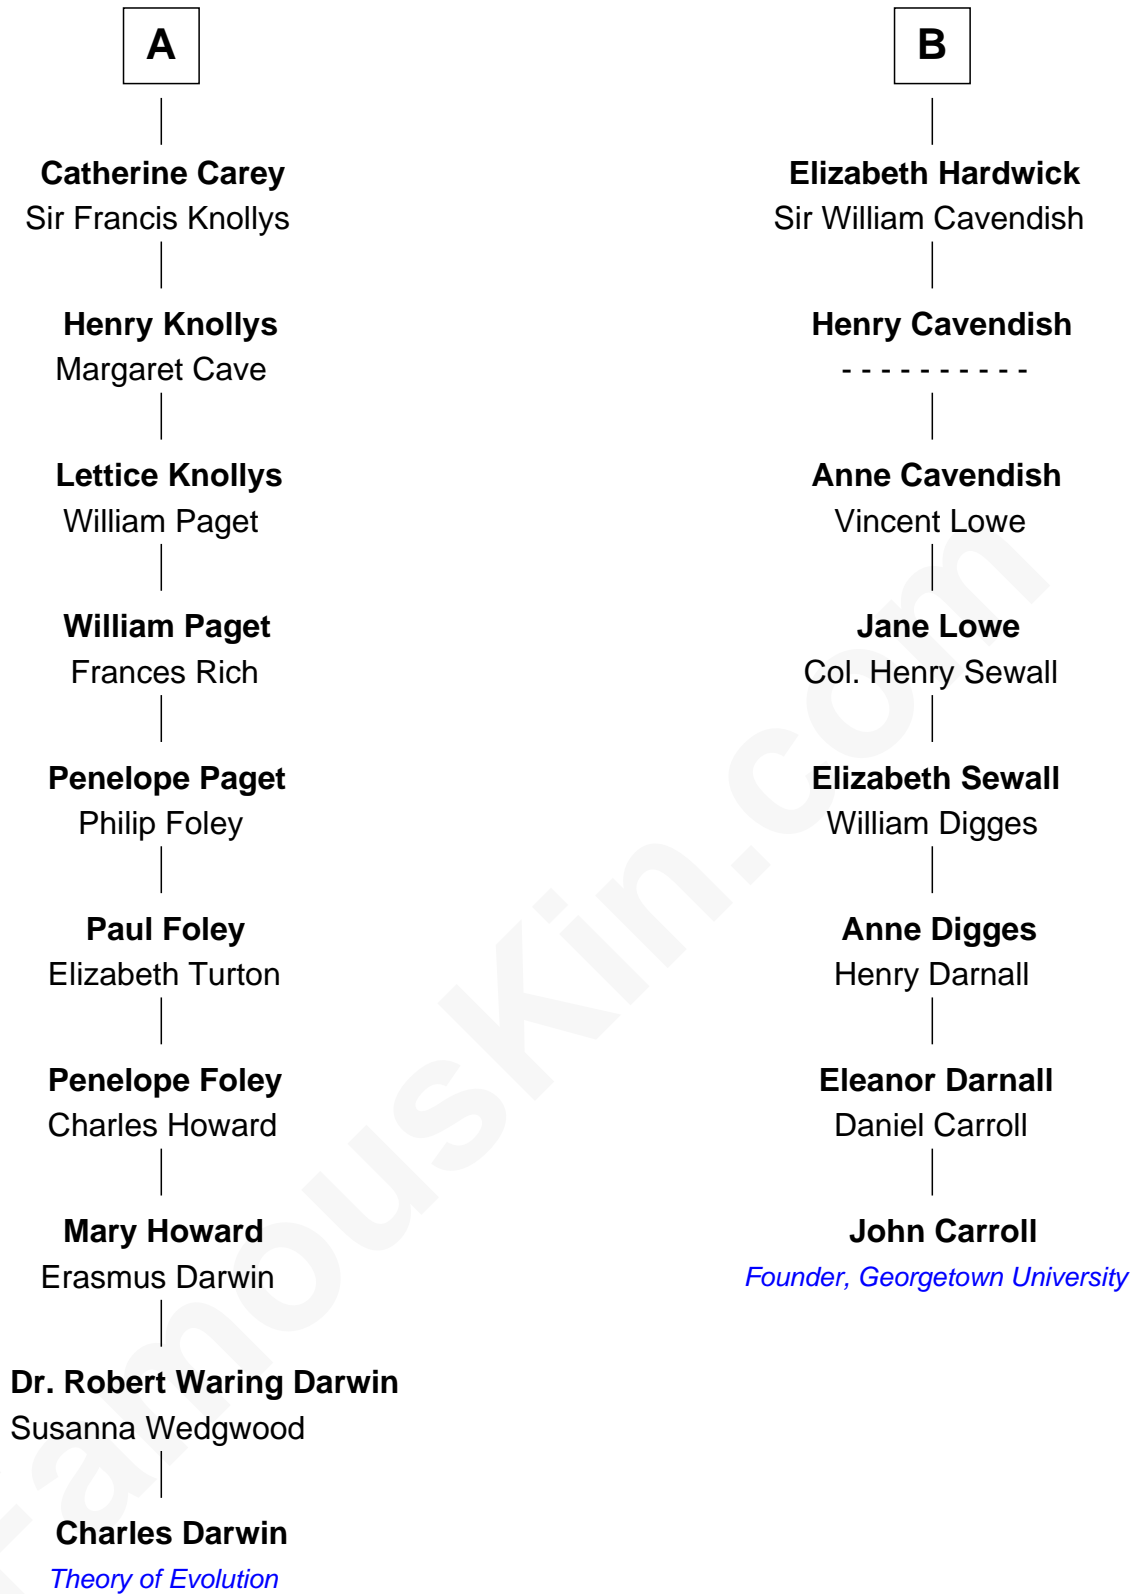 A
Catherine Carey
Sir Francis Knollys
Henry Knollys
Margaret Cave
Lettice Knollys
William Paget
William Paget
Frances Rich
Penelope Paget
Philip Foley
Paul Foley
Elizabeth Turton
Penelope Foley
Charles Howard
Mary Howard
Erasmus Darwin
Dr. Robert Waring Darwin
Susanna Wedgwood
Charles Darwin
Theory of Evolution
B
Elizabeth Hardwick
Sir William Cavendish
Henry Cavendish
- - - - - - - - - -
Anne Cavendish
Vincent Lowe
Jane Lowe
Col. Henry Sewall
Elizabeth Sewall
William Digges
Anne Digges
Henry Darnall
Eleanor Darnall
Daniel Carroll
John Carroll
Founder, Georgetown University
FamousKin.com